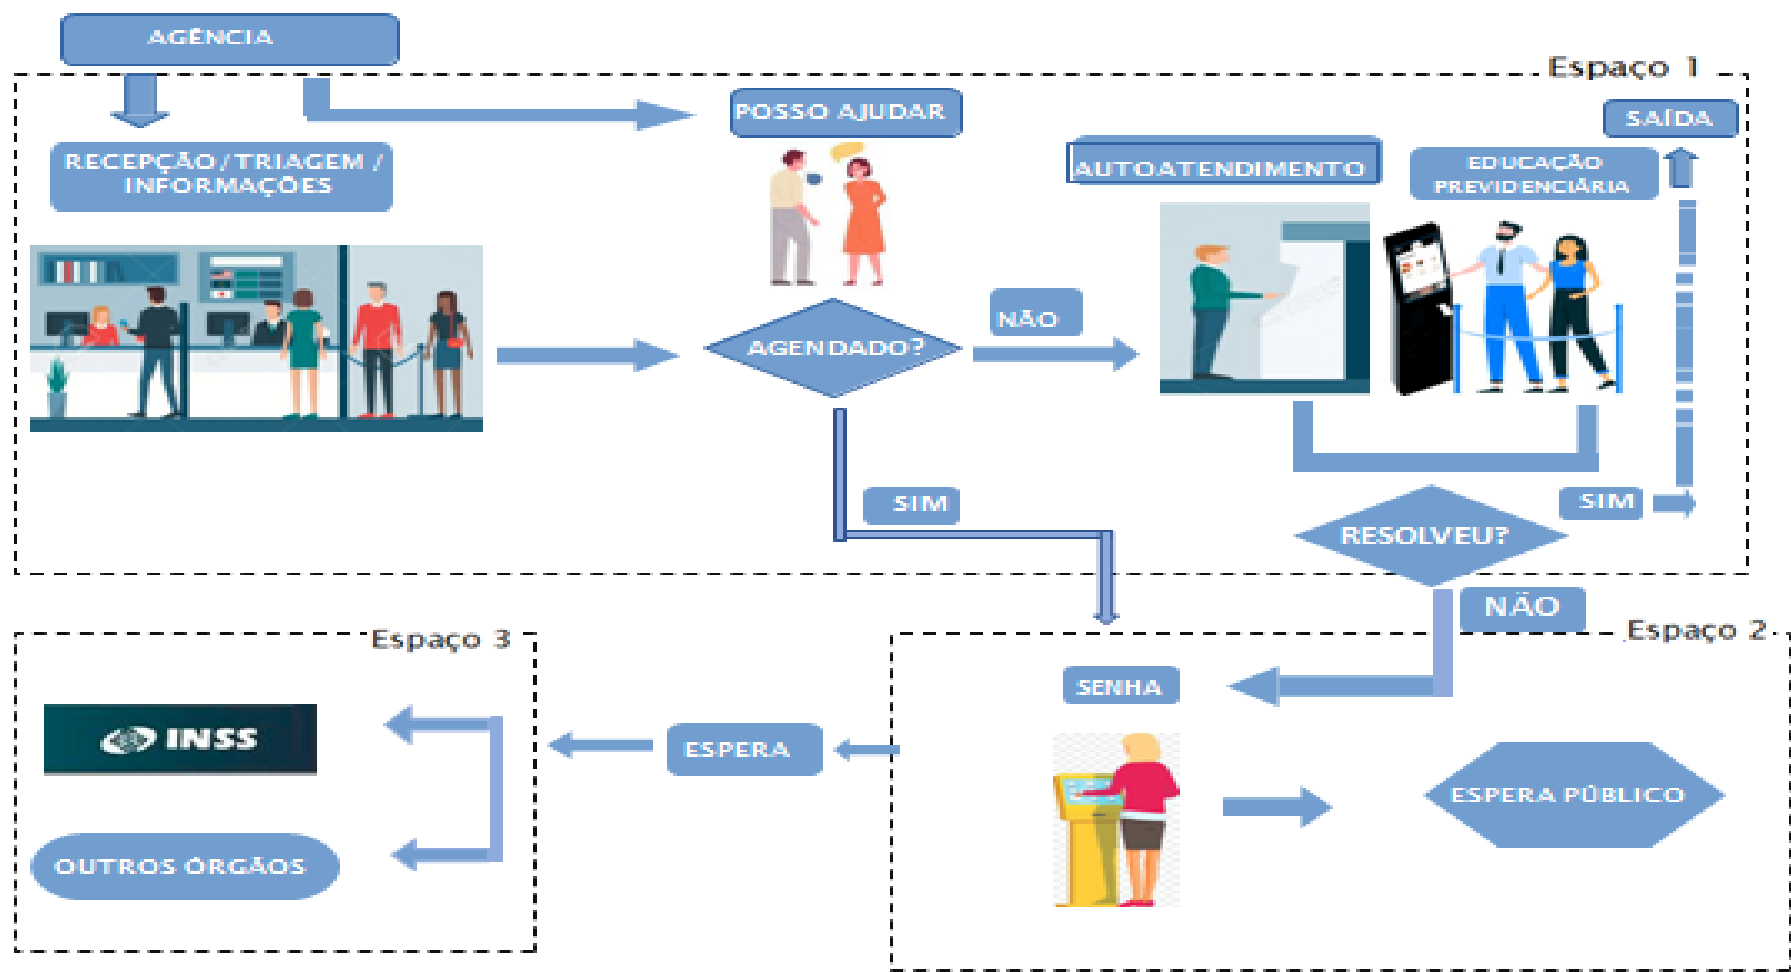 AGÊNCIA
Espaço 1
POSSO AJUDAR
SAÍDA
RECEPÇÃO / TRIAGEM /
INFORMAÇÕES
AUTOATENDIMENTO
EDUCAÇÃO
PREVIDENCIÁRIA
NÃO
AGENDADO?
SIM
SIM
RESOLVEU?
NÃO
Espaço 2
Espaço 3
SENHA
INSS
ESPERA
ESPERA PÚBLICO
OUTROS ÓRGÃOS